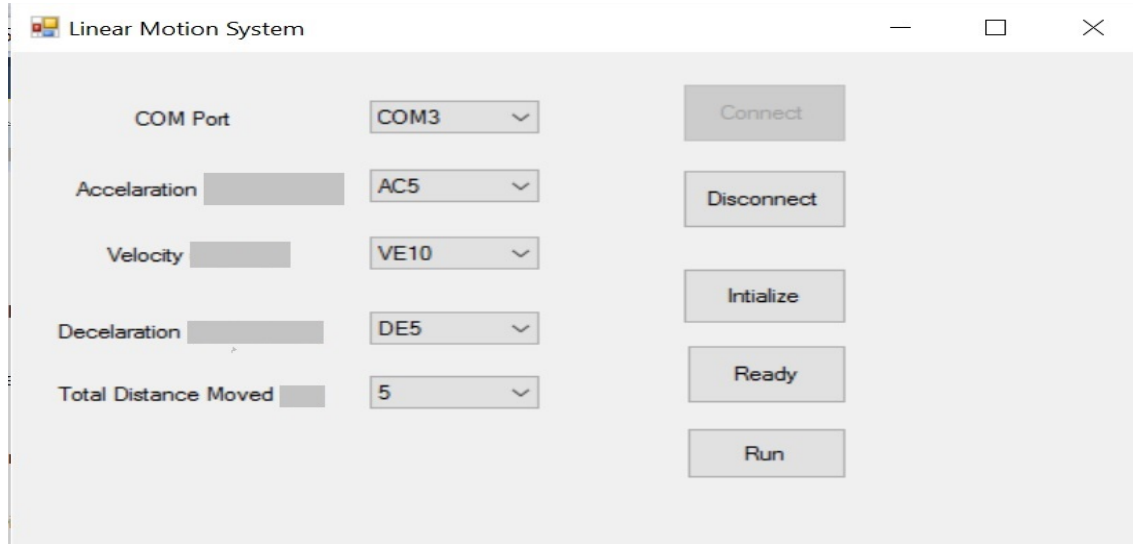 Linear Motion System
COM Port COM3 Connect
Accelaration AC5 Disconnect
Velocity VE10
Intialize
Decelaration DE5
Ready
Total Distance Moved 5
Run